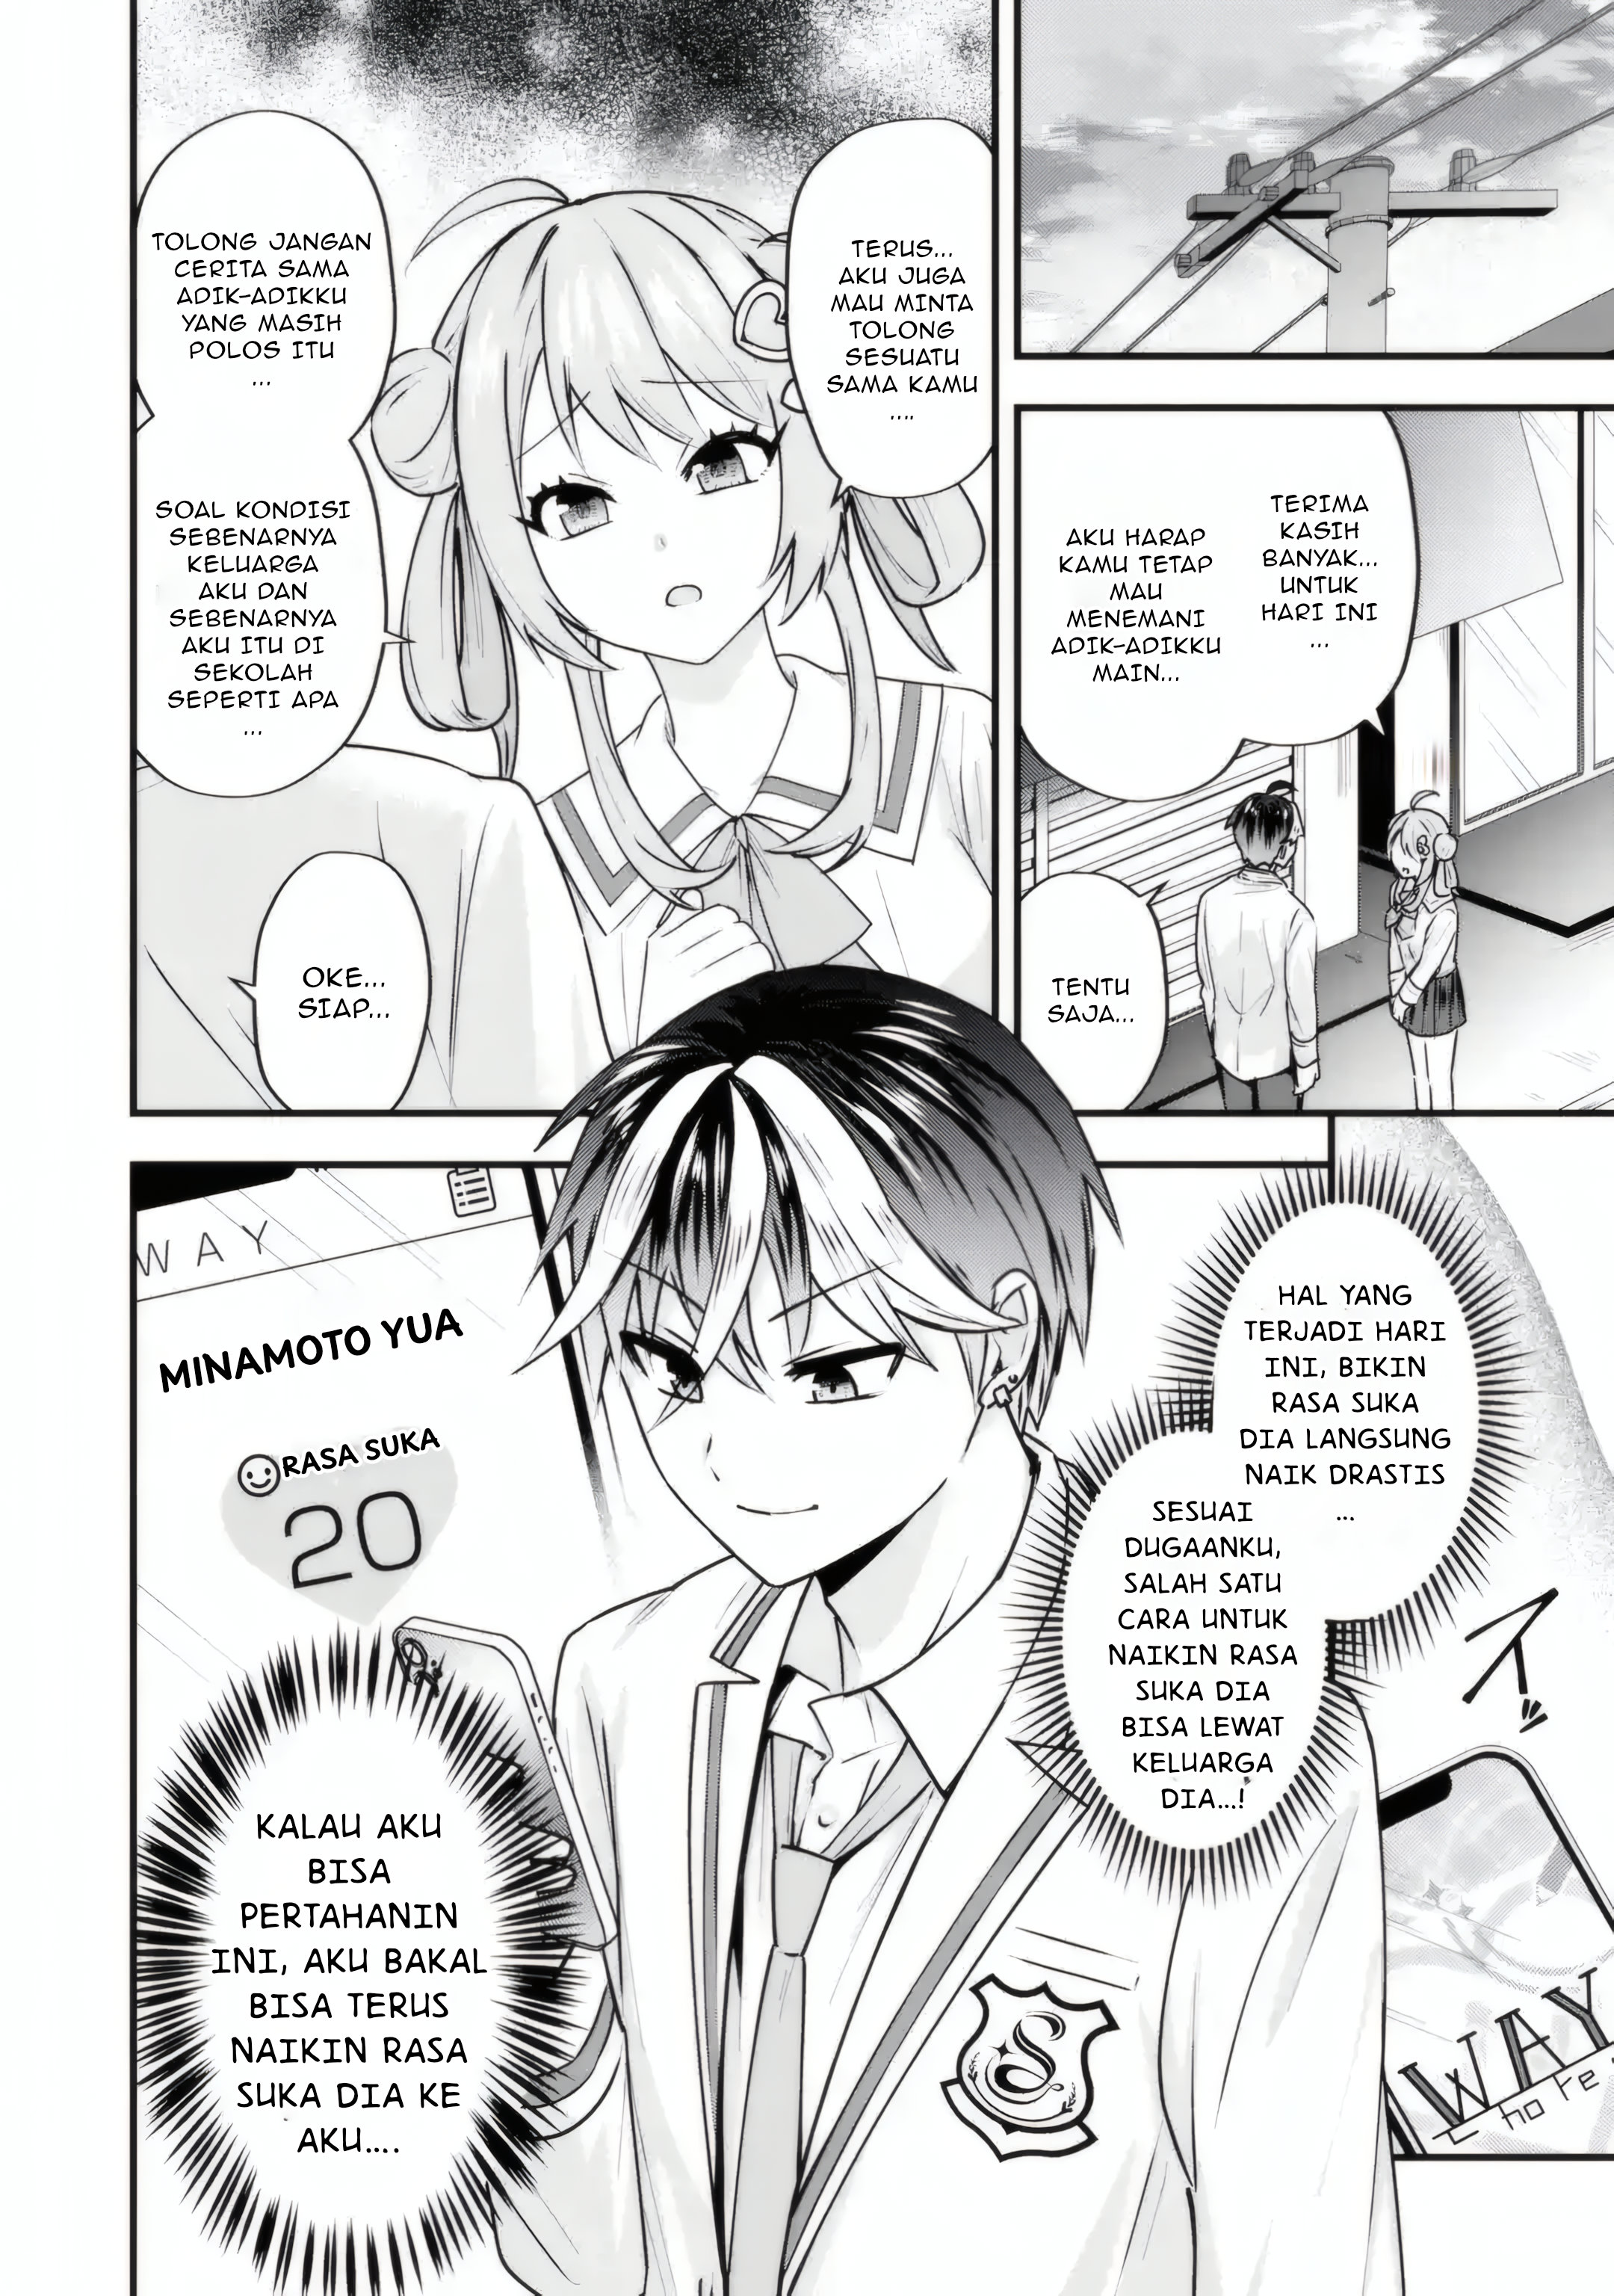 TERIMA
KASIH
BANYAK...
UNTUK
HARI INI
...
AKU HARAP
KAMU TETAP
MAU
MENEMANI
ADIK-ADIKKU
MAIN...
TENTU
SAJA...
TERUS...
AKU JUGA
MAU MINTA
TOLONG
SESUATU
SAMA KAMU
....
TOLONG JANGAN
CERITA SAMA
ADIK-ADIKKU
YANG MASIH
POLOS ITU
...
SOAL KONDISI
SEBENARNYA
KELUARGA
AKU DAN
SEBENARNYA
AKU ITU DI
SEKOLAH
SEPERTI APA
...
OKE...
SIAP...
HAL YANG
TERJADI HARI
INI, BIKIN
RASA SUKA
DIA LANGSUNG
NAIK DRASTIS
...
SESUAI
DUGAANKU,
SALAH SATU
CARA UNTUK
NAIKIN RASA
SUKA DIA
BISA LEWAT
KELUARGA
DIA...!
WAY
MINAMOTO YUA
RASA SUKA
20
KALAU AKU
BISA
PERTAHANIN
INI, AKU BAKAL
BISA TERUS
NAIKIN RASA
SUKA DIA KE
AKU....
S
WAY